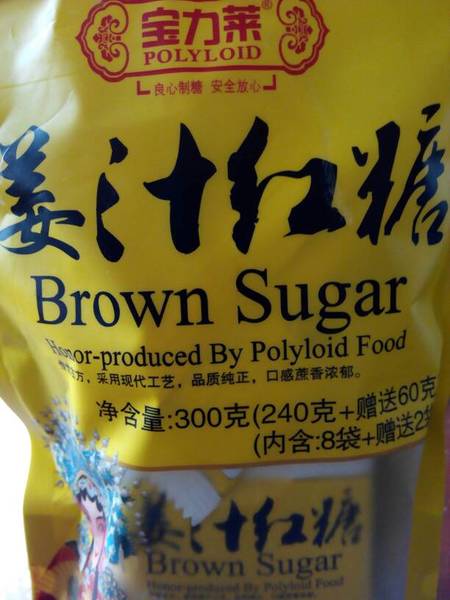 宝力莱®
POLYLOID
良心制糖 安全放心
姜汁红糖
Brown Sugar
Honor-produced By Polyloid Food
方，采用现代工艺，品质纯正，口感蔗香浓郁。
净含量:300克(240克+赠送60克
(内含:8袋+赠送2袋
姜汁红糖
Brown Sugar
Honor-produced By Polyloid Food